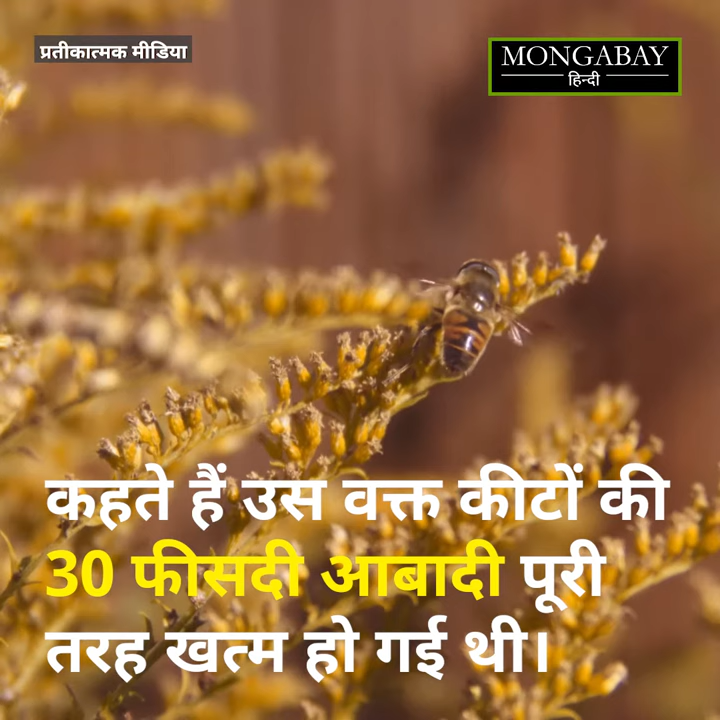 प्रतीकात्मक मीडिया
MONGABAY
हिन्दी
कहते हैं उस वक्त कीटों की
30 फीसदी आबादी पूरी
तरह खत्म हो गई थी।